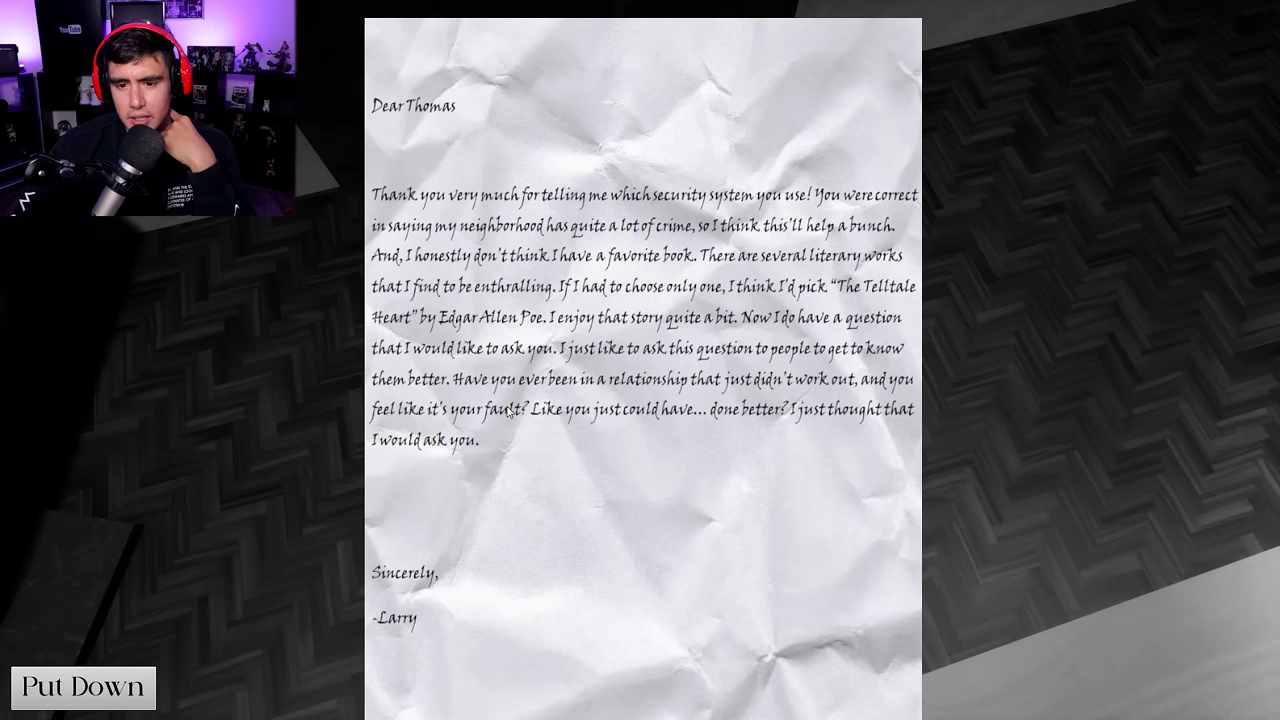 YouTube
Dear Thomas
Thank you very much for telling me which security system you use! You were correct
in saying my neighborhood has quite a lot of crime, so I think this'll help a bunch.
And, I honestly don't think I have a favorite book. There are several literary works
that I find to be enthralling. If I had to choose only one, I think I'd pick “The Telltale
Heart” by Edgar Allen Poe. I enjoy that story quite a bit. Now I do have a question
that I would like to ask you. I just like to ask this question to people to get to know
them better. Have you ever been in a relationship that just didn't work out, and you
feel like it's your fault? Like you just could have... done better? I just thought that
I would ask you.
Sincerely,
-Larry
Put Down